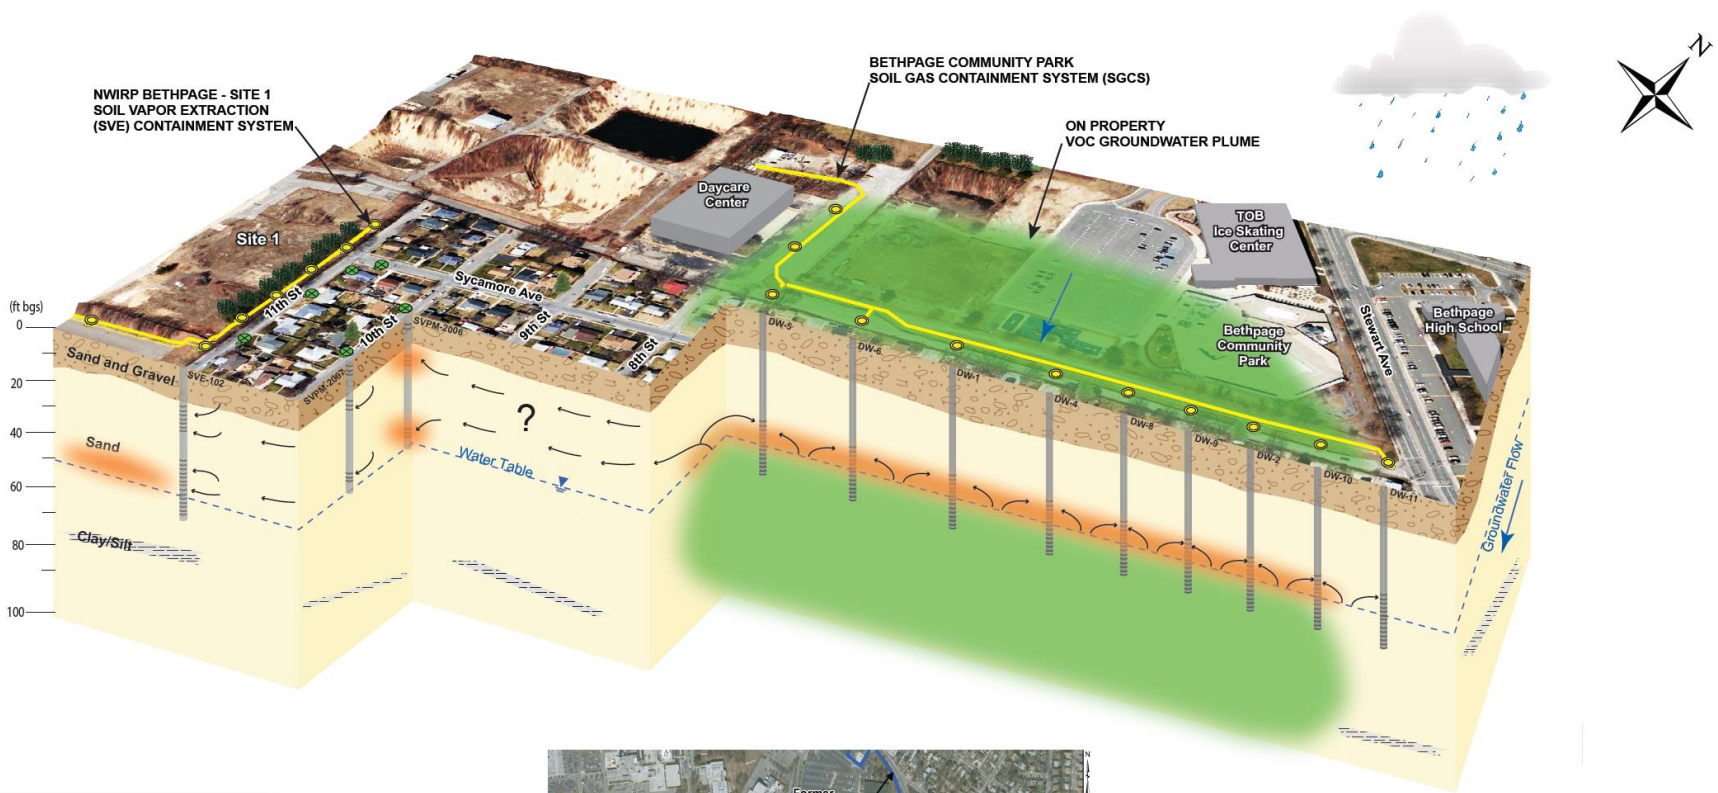 NWIRP BETHPAGE - SITE 1
SOIL VAPOR EXTRACTION
(SVE) CONTAINMENT SYSTEM
BETHPAGE COMMUNITY PARK
SOIL GAS CONTAINMENT SYSTEM (SGCS)
ON PROPERTY
VOC GROUNDWATER PLUME
N
Daycare
Center
TOB
Ice Skating
Center
Site 1
Sycamore Ave
11th St
10th St
9th St
8th St
Bethpage
Community
Park
Stewart Ave
Bethpage
High School
(ft bgs)
0
20
40
60
80
100
Sand and Gravel
Sand
Clay/Silt
SVE-102
SVPM-2007
SVPM-2006
?
Water Table
DW-5
DW-6
DW-1
DW-4
DW-8
DW-9
DW-2
DW-10
DW-11
Groundwater Flow
N
Former